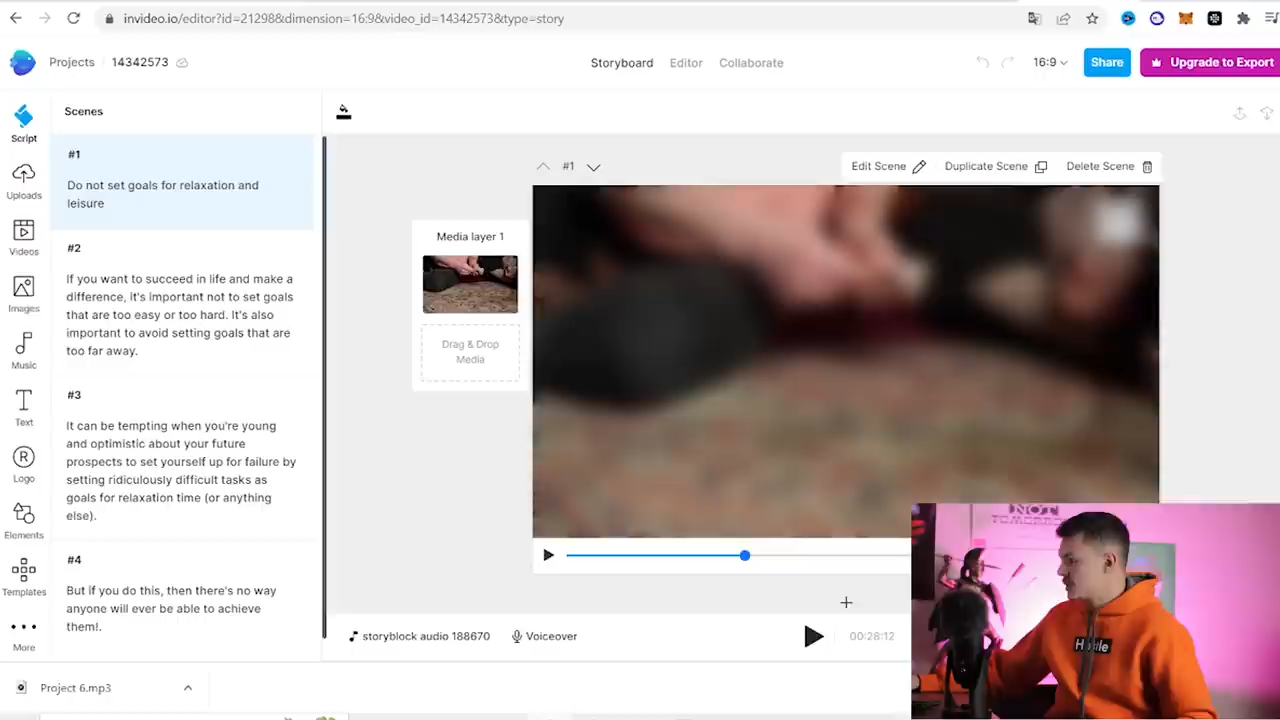 invideo.io/editor?id=21298&dimension=16:9&video_id=14342573&type=story
Projects 14342573
Storyboard Editor Collaborate
16:9
Share
Upgrade to Export
Script
Uploads
Videos
Images
Music
Text
Logo
Elements
Templates
More
Scenes
#1
Do not set goals for relaxation and
leisure
#2
If you want to succeed in life and make a
difference, it's important not to set goals
that are too easy or too hard. It's also
important to avoid setting goals that are
too far away.
#3
It can be tempting when you're young
and optimistic about your future
prospects to set yourself up for failure by
setting ridiculously difficult tasks as
goals for relaxation time (or anything
else).
#4
But if you do this, then there's no way
anyone will ever be able to achieve
them!.
#1
Edit Scene
Duplicate Scene
Delete Scene
Media layer 1
Drag & Drop
Media
storyblock audio 188670
Voiceover
00:28:12
Project 6.mp3
NOT
TOMORROW